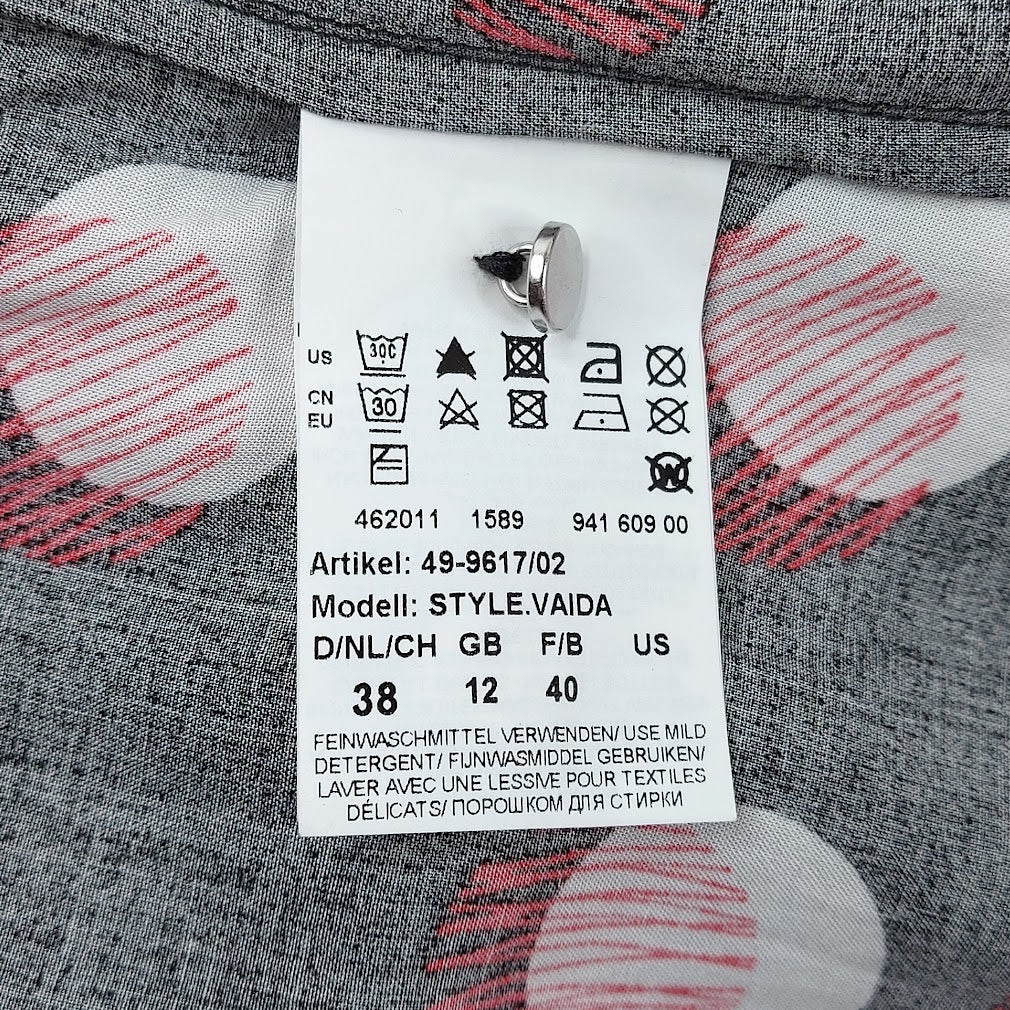 US 30C
CN
EU 30
W
462011 1589 941 609 00
Artikel: 49-9617/02
Modell: STYLE.VAIDA
D/NL/CH GB F/B US
38 12 40
FEINWASCHMITTEL VERWENDEN/ USE MILD
DETERGENT/ FIJNWASMIDDEL GEBRUIKEN/
LAVER AVEC UNE LESSIVE POUR TEXTILES
DÉLICATS/ ПОРОШКОМ ДЛЯ СТИРКИ